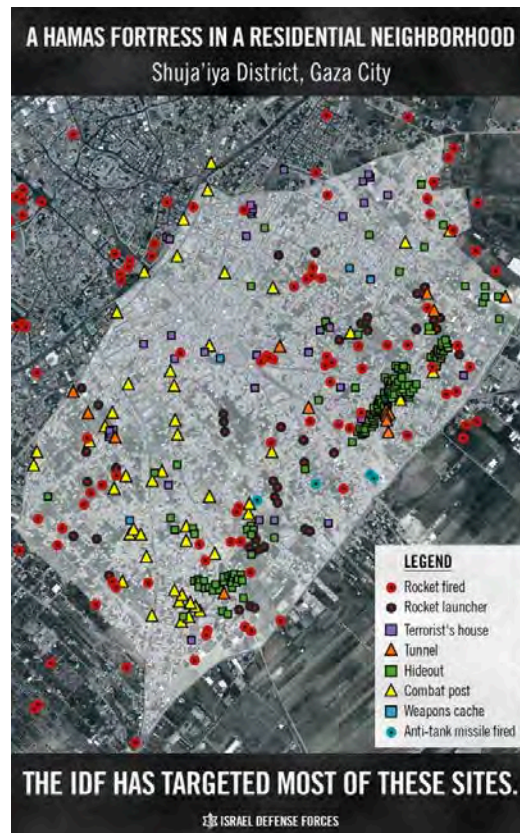 A HAMAS FORTRESS IN A RESIDENTIAL NEIGHBORHOOD
Shuja'iya District, Gaza City
LEGEND
Rocket fired
Rocket launcher
Terrorist's house
Tunnel
Hideout
Combat post
Weapons cache
Anti-tank missile fired
THE IDF HAS TARGETED MOST OF THESE SITES.
ISRAEL DEFENSE FORCES